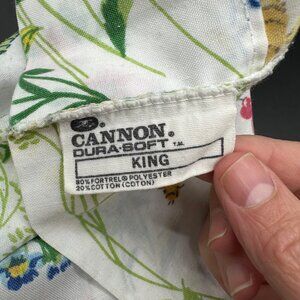 CANNON®
DURA-SOFT T.M.
KING
80% FORTREL® POLYESTER
20% COTTON (COTON)